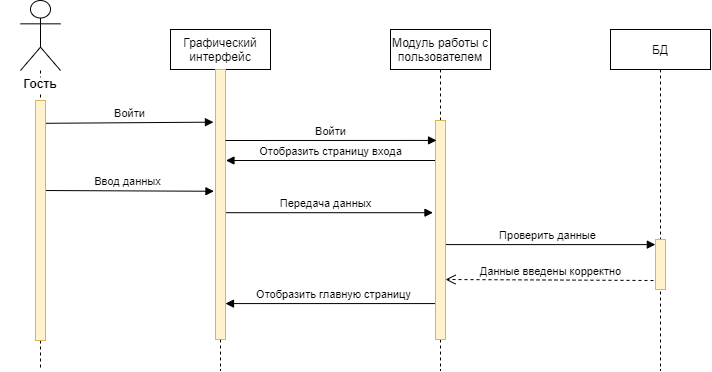 Графический
интерфейс
Модуль работы с
пользователем
БД
Гость
Войти
Войти
Отобразить страницу входа
Ввод данных
Передача данных
Проверить данные
Данные введены корректно
Отобразить главную страницу